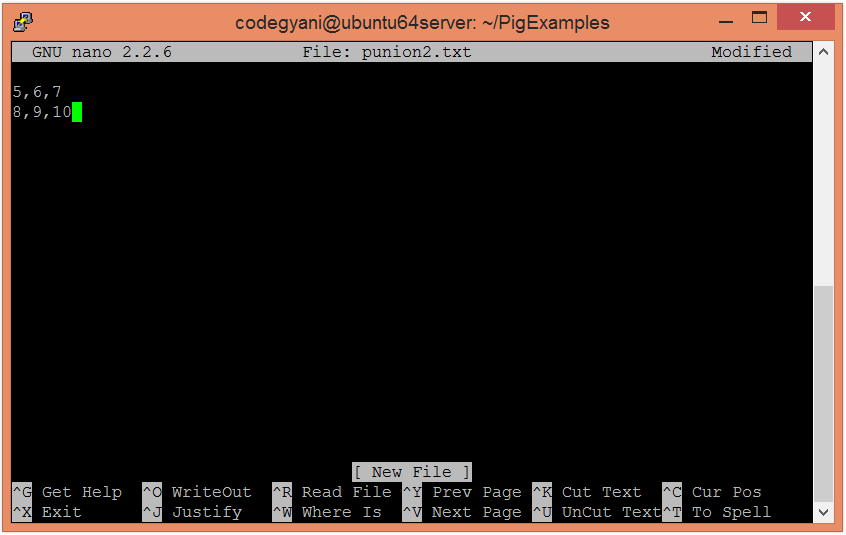 codegyani@ubuntu64server: ~/PigExamples
GNU nano 2.2.6 File: punion2.txt Modified
5,6,7
8,9,10
[ New File ]
^G Get Help ^O WriteOut ^R Read File ^Y Prev Page ^K Cut Text ^C Cur Pos
^X Exit ^J Justify ^W Where Is ^V Next Page ^U UnCut Text ^T To Spell